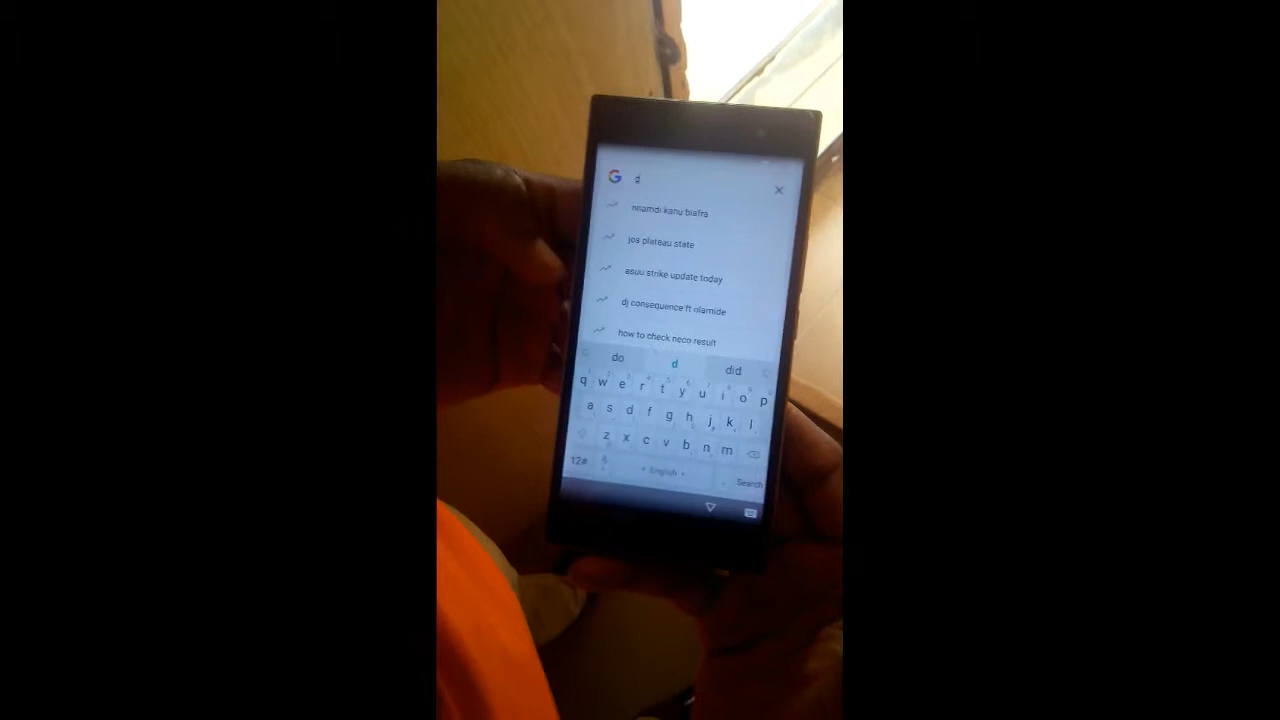 d
nnamdi kanu biafra
jos plateau state
asuu strike update today
dj consequence ft olamide
how to check neco result
do d did
q w e r t y u i o p
a s d f g h j k l
z x c v b n m
12# English . Search